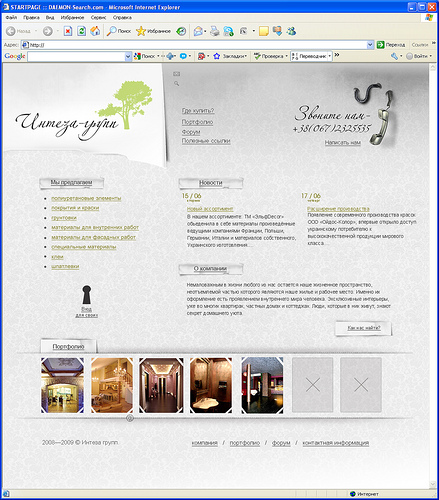 STARTPAGE :: DAEMON-Search.com - Microsoft Internet Explorer
Файл Правка Вид Избранное Сервис Справка
Назад Поиск Избранное
Адрес: http:// Переход Ссылки
Google Поиск Закладки Проверка Переводчик Войти
Интеза-групп
Где купить?
Портфолио
Форум
Полезные ссылки
Звоните нам-
+38(067)2325555
Написать нам
Мы предлагаем
полиуретановые элементы
покрытия и краски
грунтовки
материалы для внутренних работ
материалы для фасадных работ
специальные материалы
клеи
шпатлевки
Вход
для своих
Новости
15 / 06
Новый ассортимент
В нашем ассортименте, ТМ «ЭльфDecor»
объединила в себе материалы произведённые
ведущими компаниями Франции, Польши,
Германии, Италии и материалов собственного,
Украинского изготовления...
17 / 06
Расширение производства
Появление современного производства красок
ООО «Айдос-Колор», впервые открыло доступ
украинскому потребителю к
высококачественной продукции мирового
класса...
О компании
Немаловажным в жизни любого из нас остается наше жизненное пространство,
неотъемлемой частью которого являются наше жилье и рабочее место. Именно их
оформление есть проявлением внутреннего мира человека. Эксклюзивные интерьеры,
уже во многих квартирах, частных домах и коттеджах. Люди, которые в них живут, знают
секрет домашнего уюта.
Как нас найти?
Портфолио
2008—2009 © Интеза групп
компания / портфолио / форум / контактная информация
Интернет